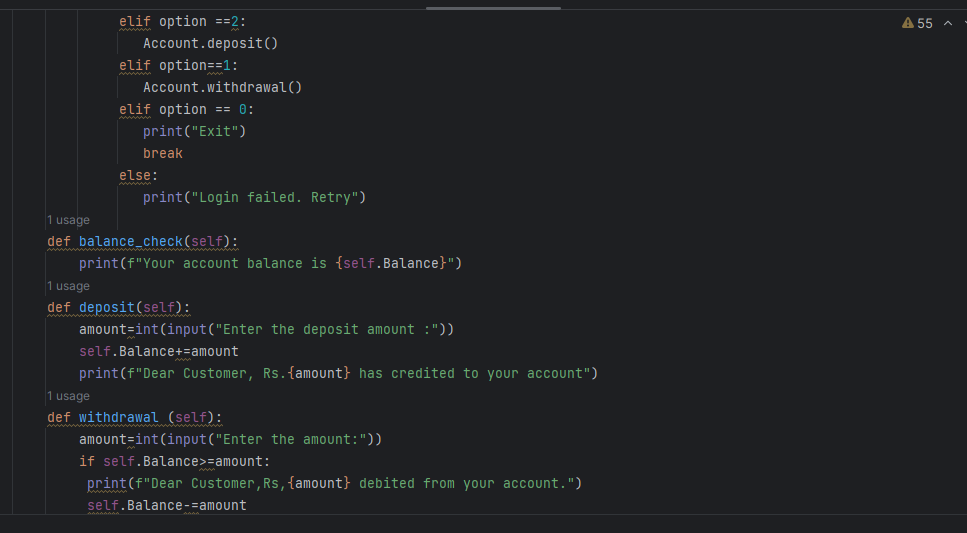 elif option ==2:
55
Account.deposit()
elif option==1:
Account.withdrawal()
elif option == 0:
print("Exit")
break
else:
print("Login failed. Retry")
1 usage
def balance_check(self):
print(f"Your account balance is {self.Balance}")
1 usage
def deposit(self):
amount=int(input("Enter the deposit amount :"))
self.Balance+=amount
print(f"Dear Customer, Rs.{amount} has credited to your account")
1 usage
def withdrawal (self):
amount=int(input("Enter the amount:"))
if self.Balance>=amount:
print(f"Dear Customer,Rs,{amount} debited from your account.")
self.Balance-=amount